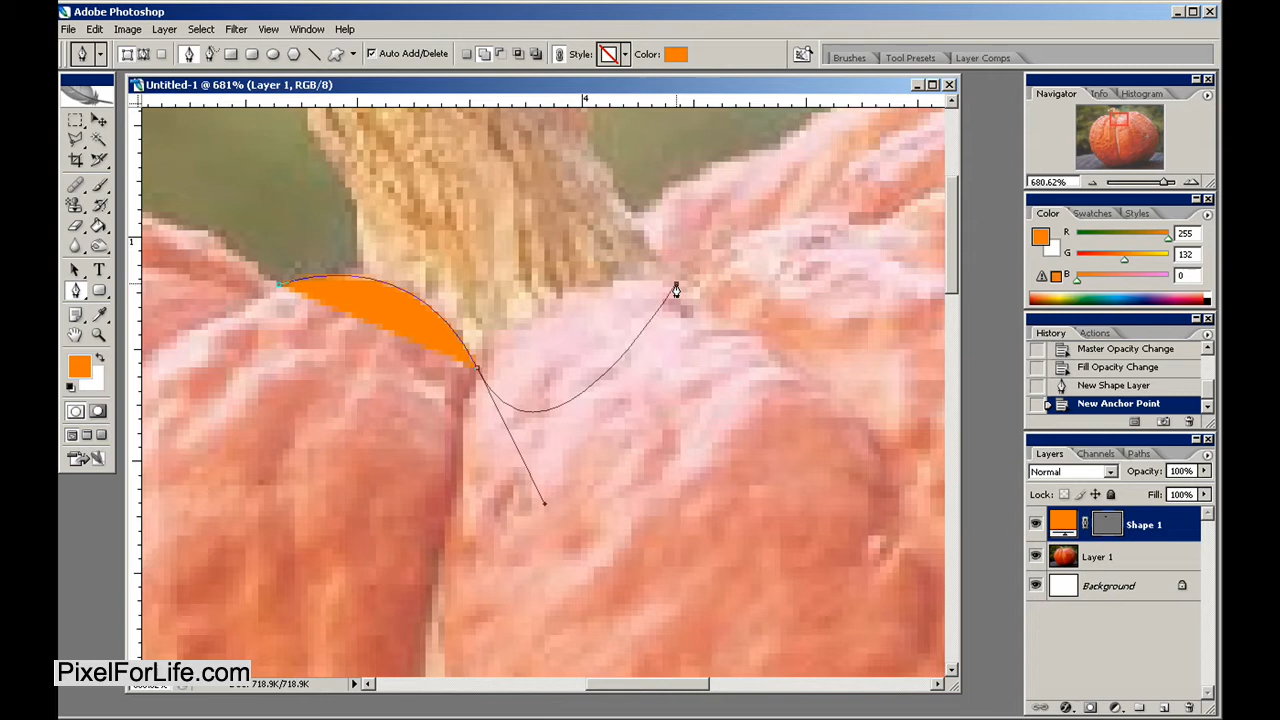 Adobe Photoshop
File Edit Image Layer Select Filter View Window Help
Auto Add/Delete Style: Color: Brushes Tool Presets Layer Comps
Untitled-1 @ 681% (Layer 1, RGB/8)
4
1
T
Navigator Info Histogram
680.62%
Color Swatches Styles
R 255
G 132
B 0
History Actions
Master Opacity Change
Fill Opacity Change
New Shape Layer
New Anchor Point
Layers Channels Paths
Normal Opacity: 100%
Lock: Fill: 100%
Shape 1
Layer 1
Background
PixelForLife.com
718.9K/718.9K